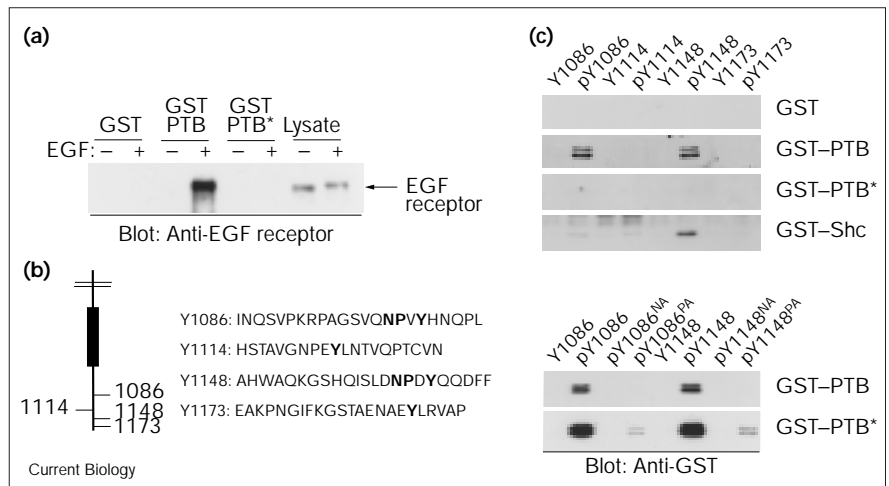 (a)
GST GST
GST PTB PTB* Lysate
EGF: – + – + – + – +
EGF
receptor
Blot: Anti-EGF receptor
(b)
1086
1114
1148
1173
Y1086: INQSVPKRPAGSVQNPVYHNQPL
Y1114: HSTAVGNPEYLNTVQPTCVN
Y1148: AHWAQKGSHQISLDNPDYQQDFF
Y1173: EAKPNGIFKGSTAENAEYLRVAP
Current Biology
(c)
Y1086 pY1086 Y1114 pY1114 Y1148 pY1148 Y1173 pY1173
GST
GST–PTB
GST–PTB*
GST–Shc
Y1086 pY1086 pY1086NA pY1086PA Y1148 pY1148 pY1148NA pY1148PA
GST–PTB
GST–PTB*
Blot: Anti-GST